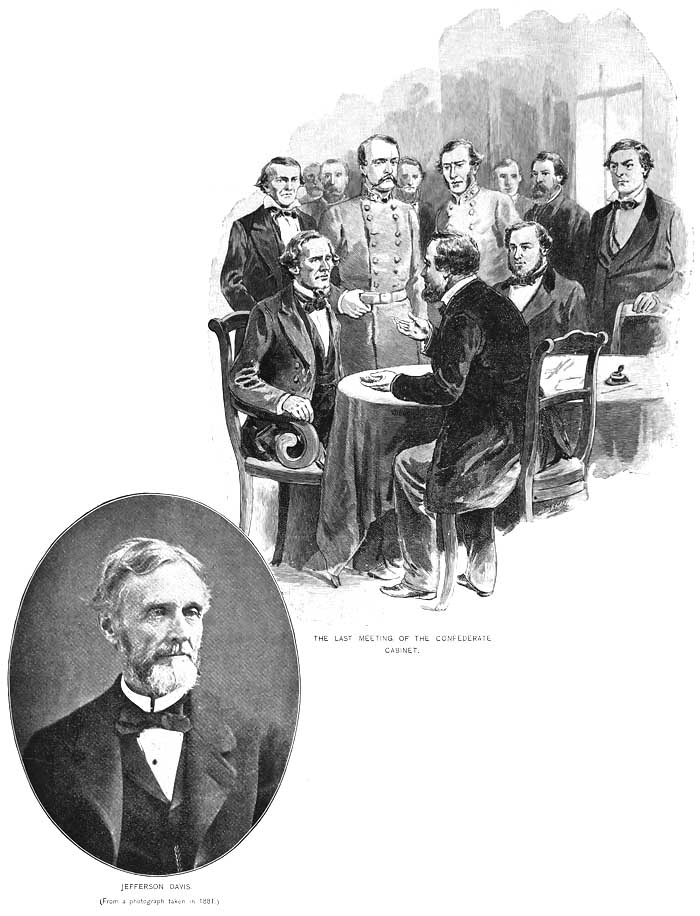 THE LAST MEETING OF THE CONFEDERATE
CABINET.
JEFFERSON DAVIS
(From a photograph taken in 1881.)